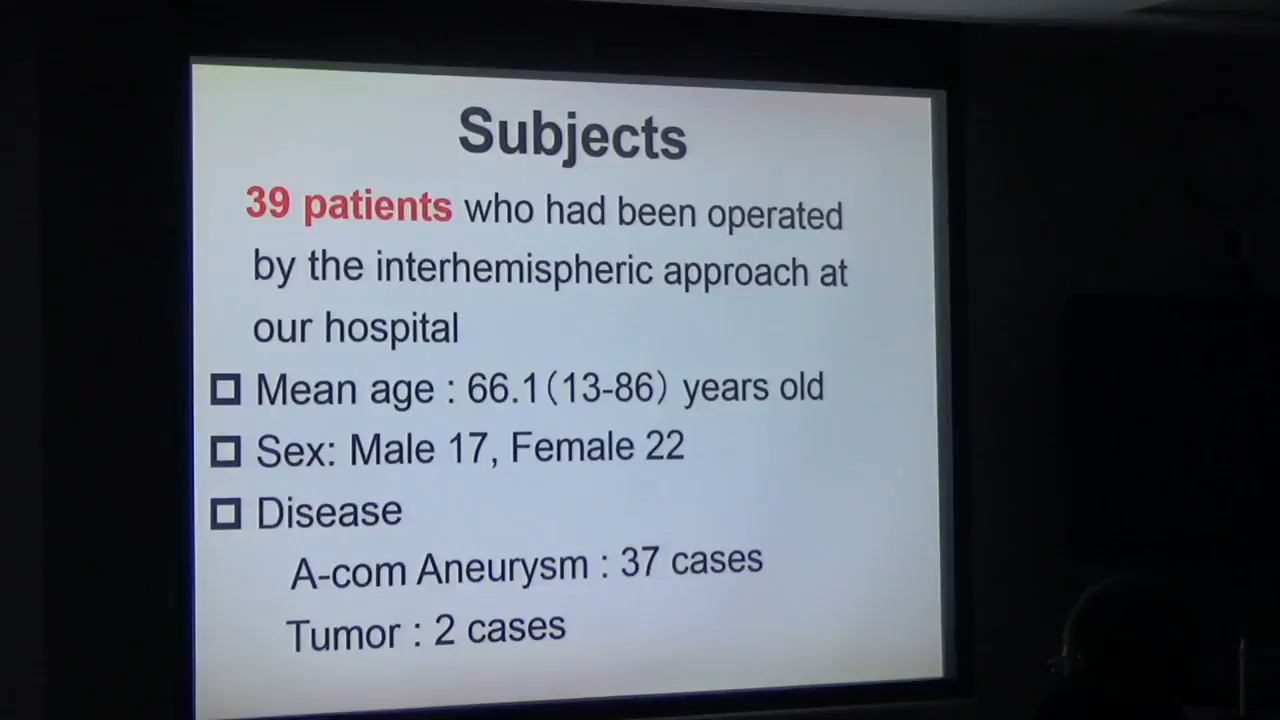 Subjects
39 patients who had been operated
by the interhemispheric approach at
our hospital
Mean age : 66.1（13-86） years old
Sex: Male 17, Female 22
Disease
A-com Aneurysm : 37 cases
Tumor : 2 cases